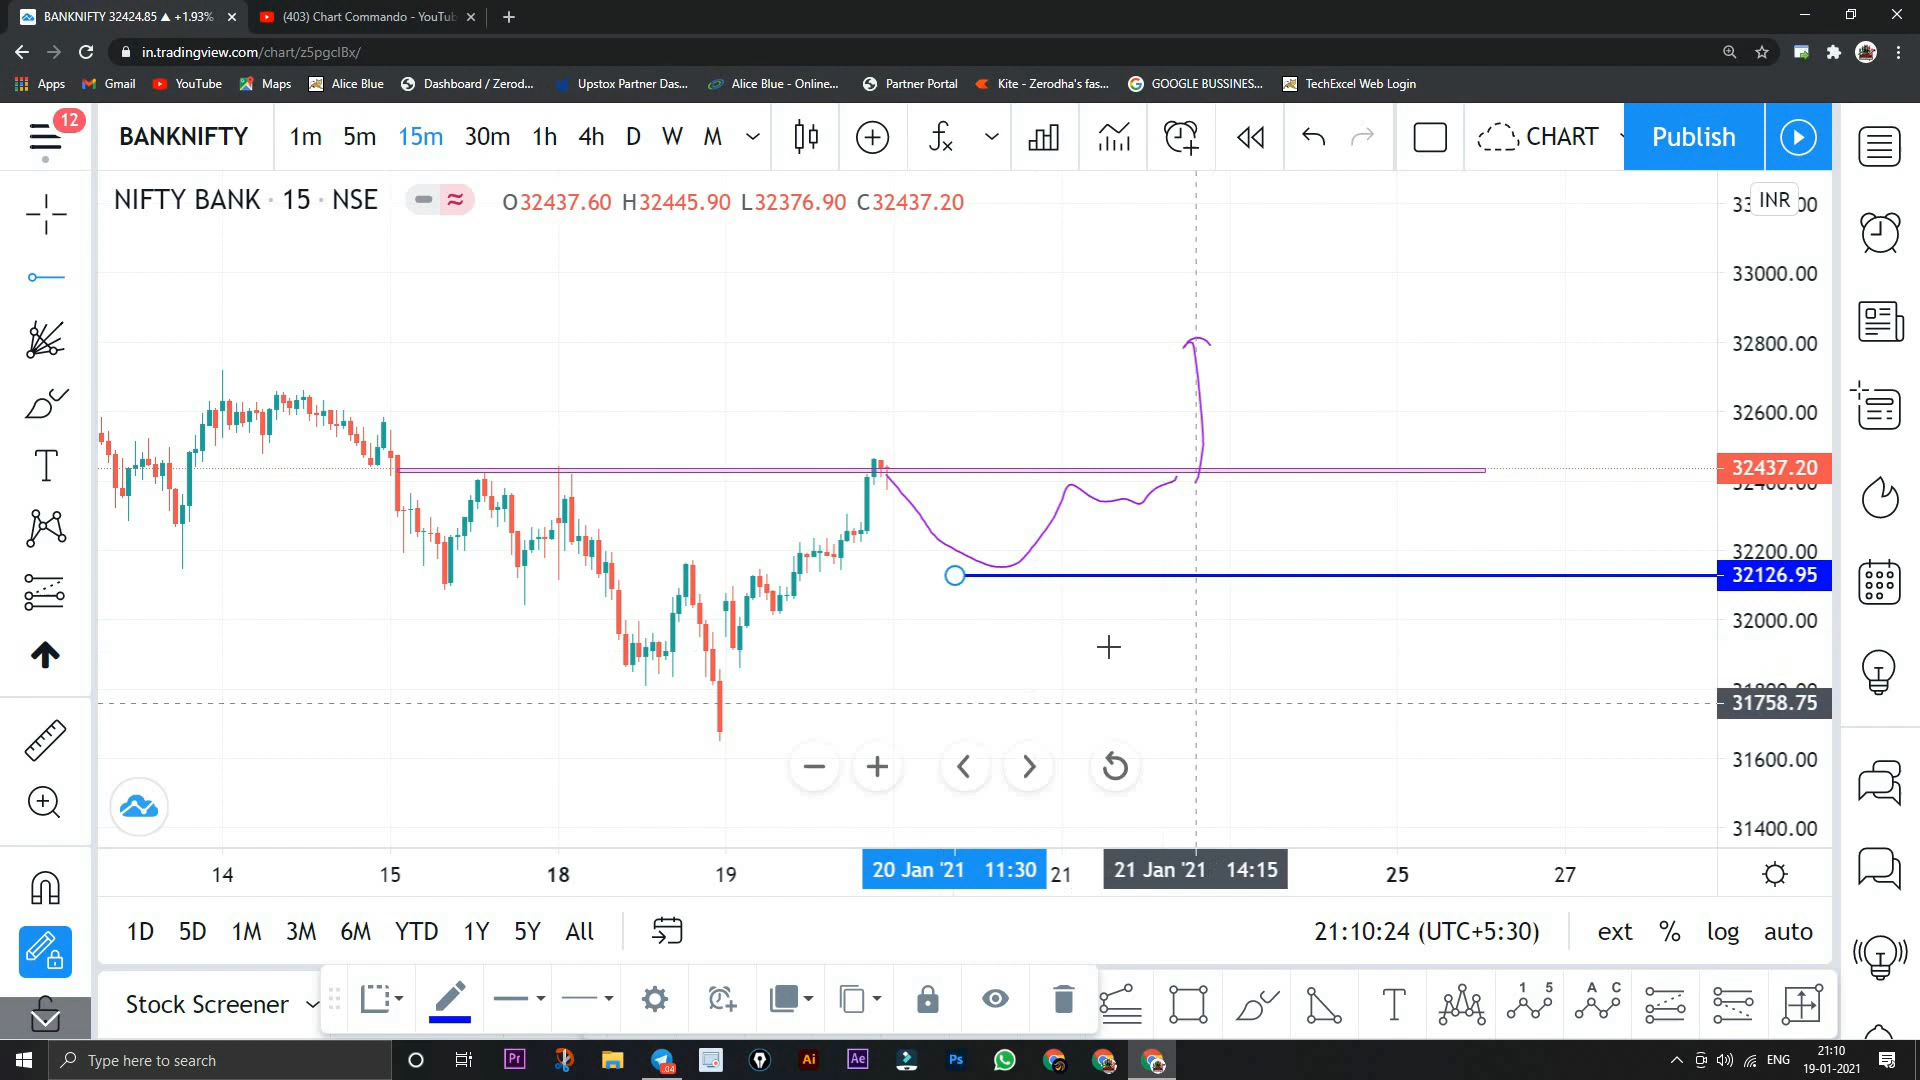 BANKNIFTY 32424.85 ▲ +1.93%
(403) Chart Commando - YouTub
in.tradingview.com/chart/z5pgclBx/
Apps Gmail YouTube Maps Alice Blue Dashboard / Zerod... Upstox Partner Das... Alice Blue - Online... Partner Portal Kite - Zerodha's fas... GOOGLE BUSSINES... TechExcel Web Login
12
BANKNIFTY 1m 5m 15m 30m 1h 4h D W M CHART Publish
NIFTY BANK · 15 · NSE O32437.60 H32445.90 L32376.90 C32437.20
INR
33000.00
32800.00
32600.00
32437.20
32400.00
32200.00
32126.95
32000.00
31758.75
31600.00
31400.00
14 15 18 19 20 Jan '21 11:30 21 21 Jan '21 14:15 25 27
1D 5D 1M 3M 6M YTD 1Y 5Y All 21:10:24 (UTC+5:30) ext % log auto
Stock Screener
Type here to search
ENG
21:10
19-01-2021